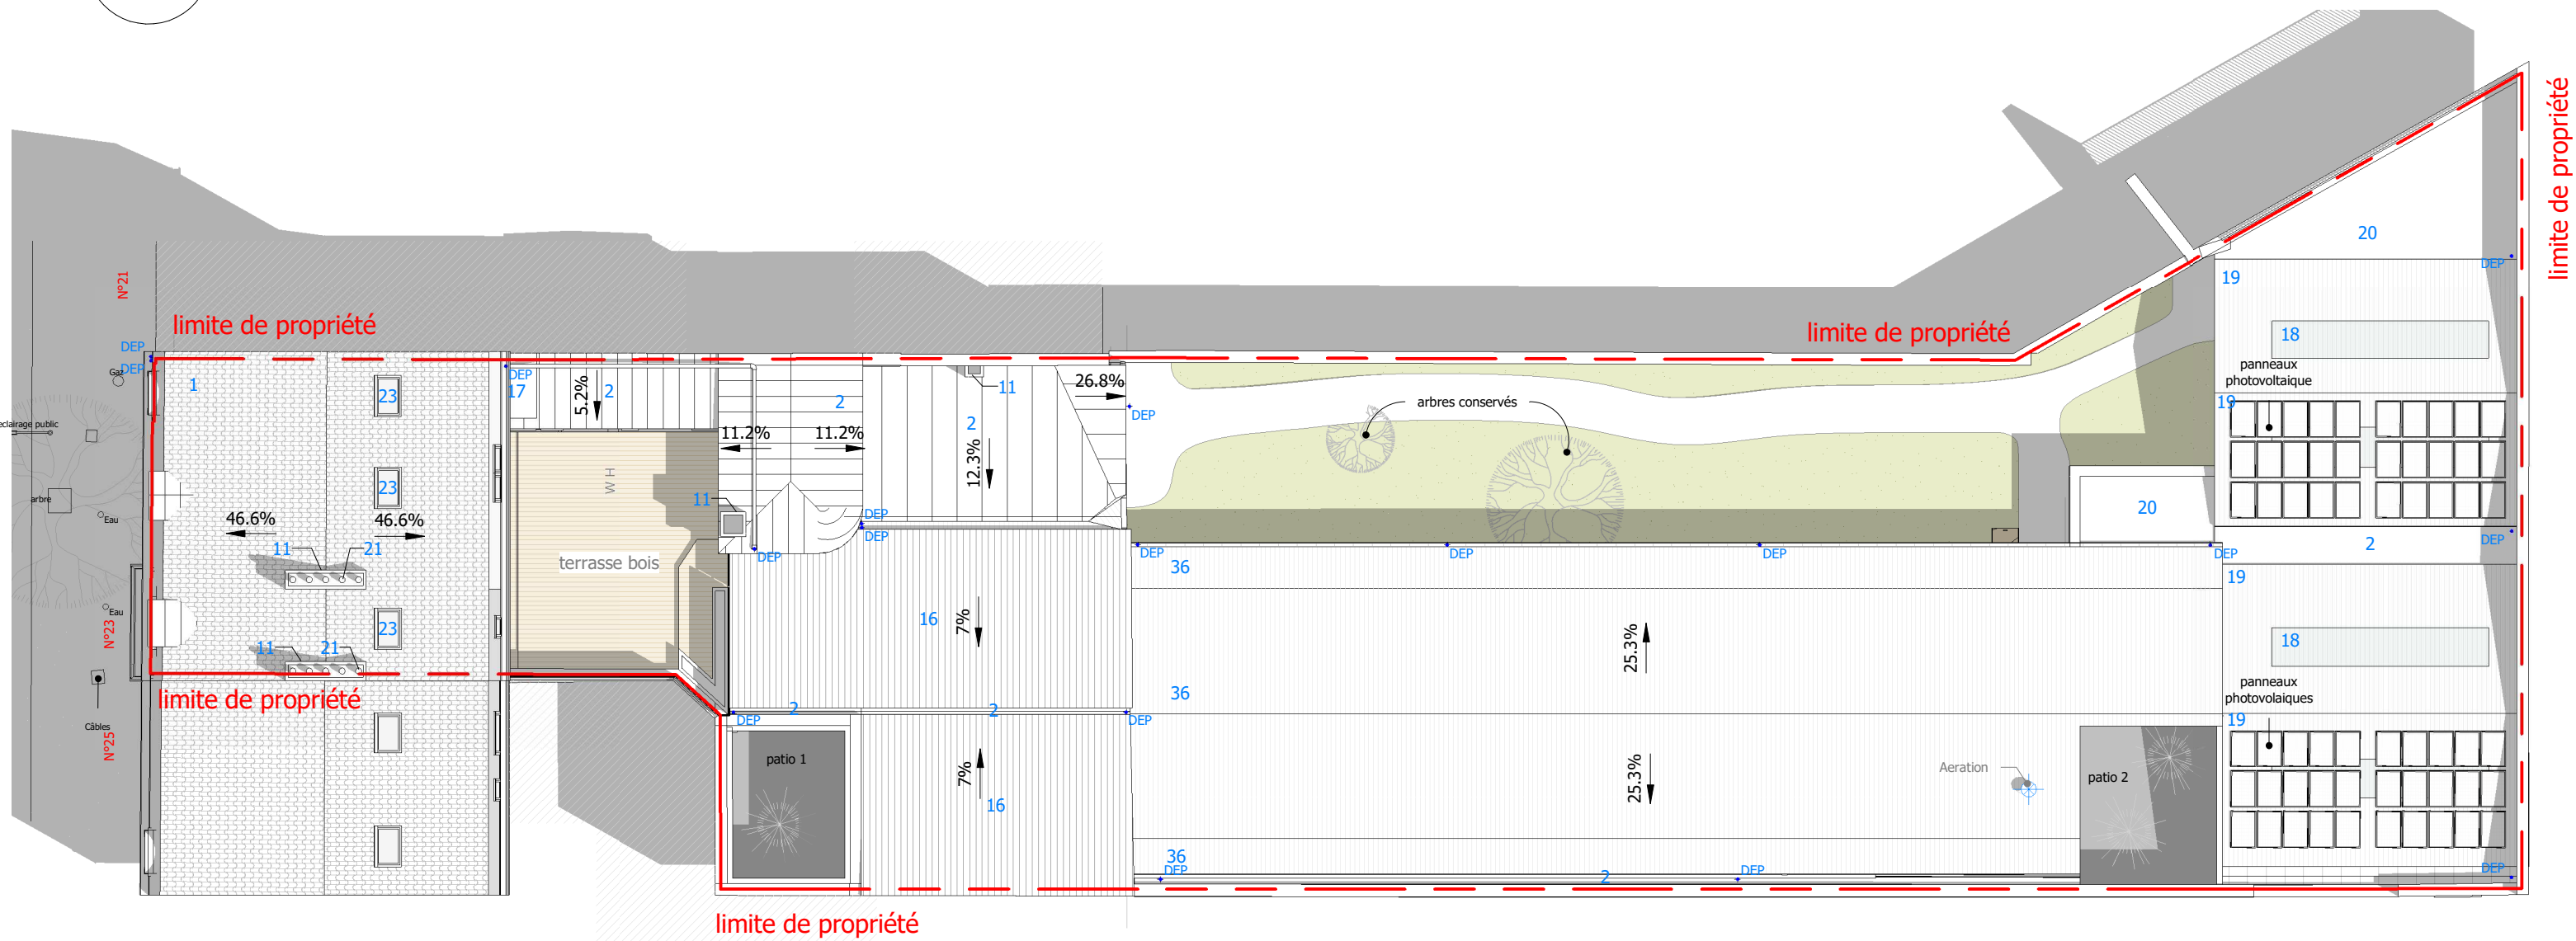 limite de propriété
N°21
limite de propriété
limite de propriété
20
DEP
19
18
panneaux
photovoltaique
19
DEP
DEP
Gaz
1
23
DEP
17
5.2%
2
2
11
26.8%
DEP
2
11.2%
11.2%
12.3%
arbres conservés
eclairage public
arbre
Eau
23
W H
11
46.6%
46.6%
DEP
DEP
DEP
11
21
terrasse bois
DEP
DEP
DEP
DEP
20
DEP
2
36
19
Eau
N°23
23
16
7%
25.3%
18
11
21
limite de propriété
36
panneaux
photovolaiques
19
Câbles
N°25
DEP
2
2
DEP
patio 1
7%
16
25.3%
Aeration
patio 2
36
DEP
2
DEP
DEP
limite de propriété